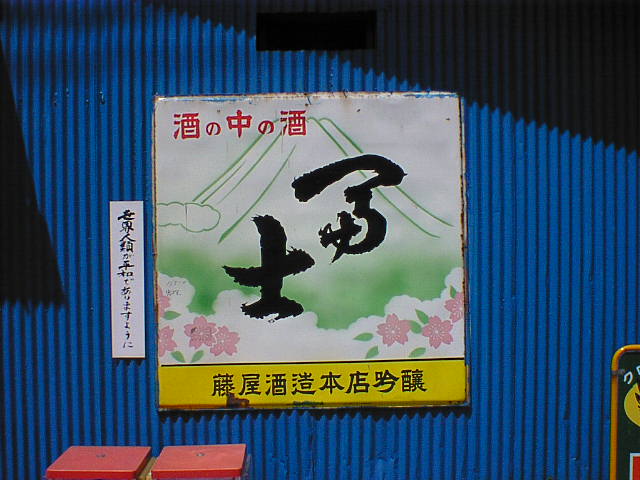 酒の中の酒
冨士
藤屋酒造本店吟醸
世界人類が平和でありますように